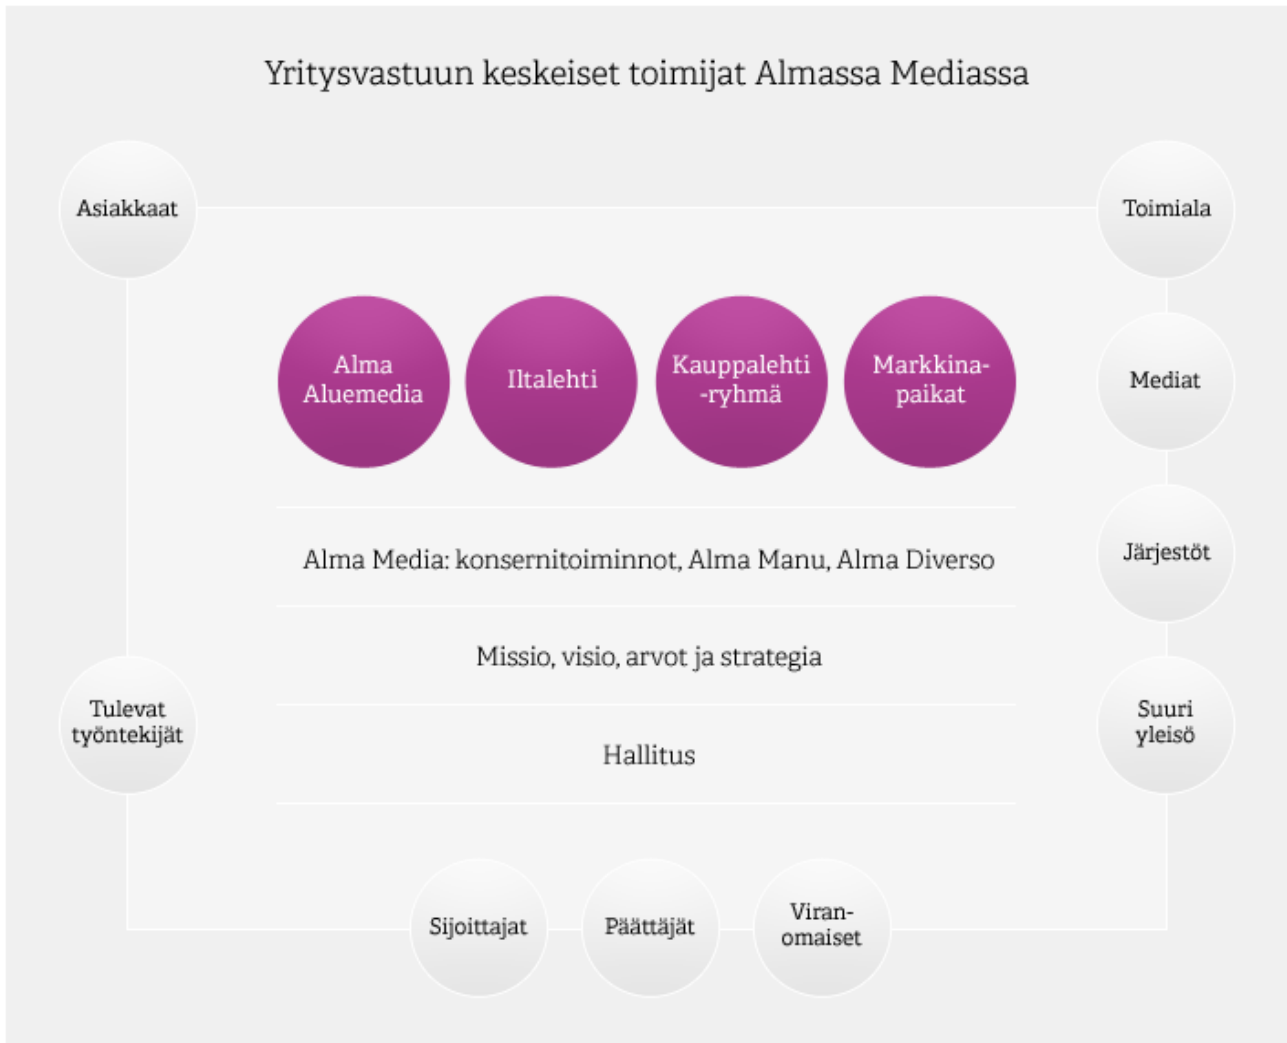 Yritysvastuun keskeiset toimijat Almassa Mediassa
Asiakkaat
Toimiala
Alma
Aluemedia
Iltalehti
Kauppalehti
-ryhmä
Markkina-
paikat
Mediat
Järjestöt
Alma Media: konsernitoiminnot, Alma Manu, Alma Diverso
Missio, visio, arvot ja strategia
Tulevat
työntekijät
Suuri
yleisö
Hallitus
Sijoittajat
Päättäjät
Viran-
omaiset